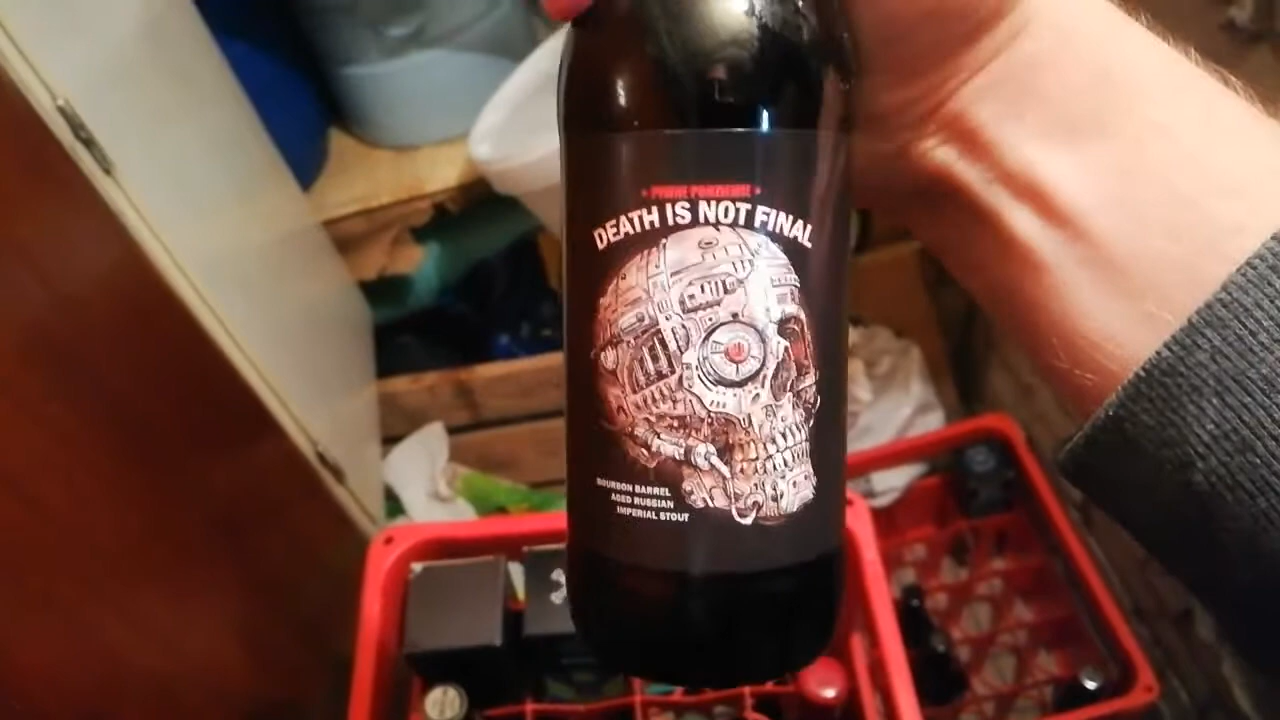 DEATH IS NOT FINAL
BOURBON BARREL
AGED RUSSIAN
IMPERIAL STOUT